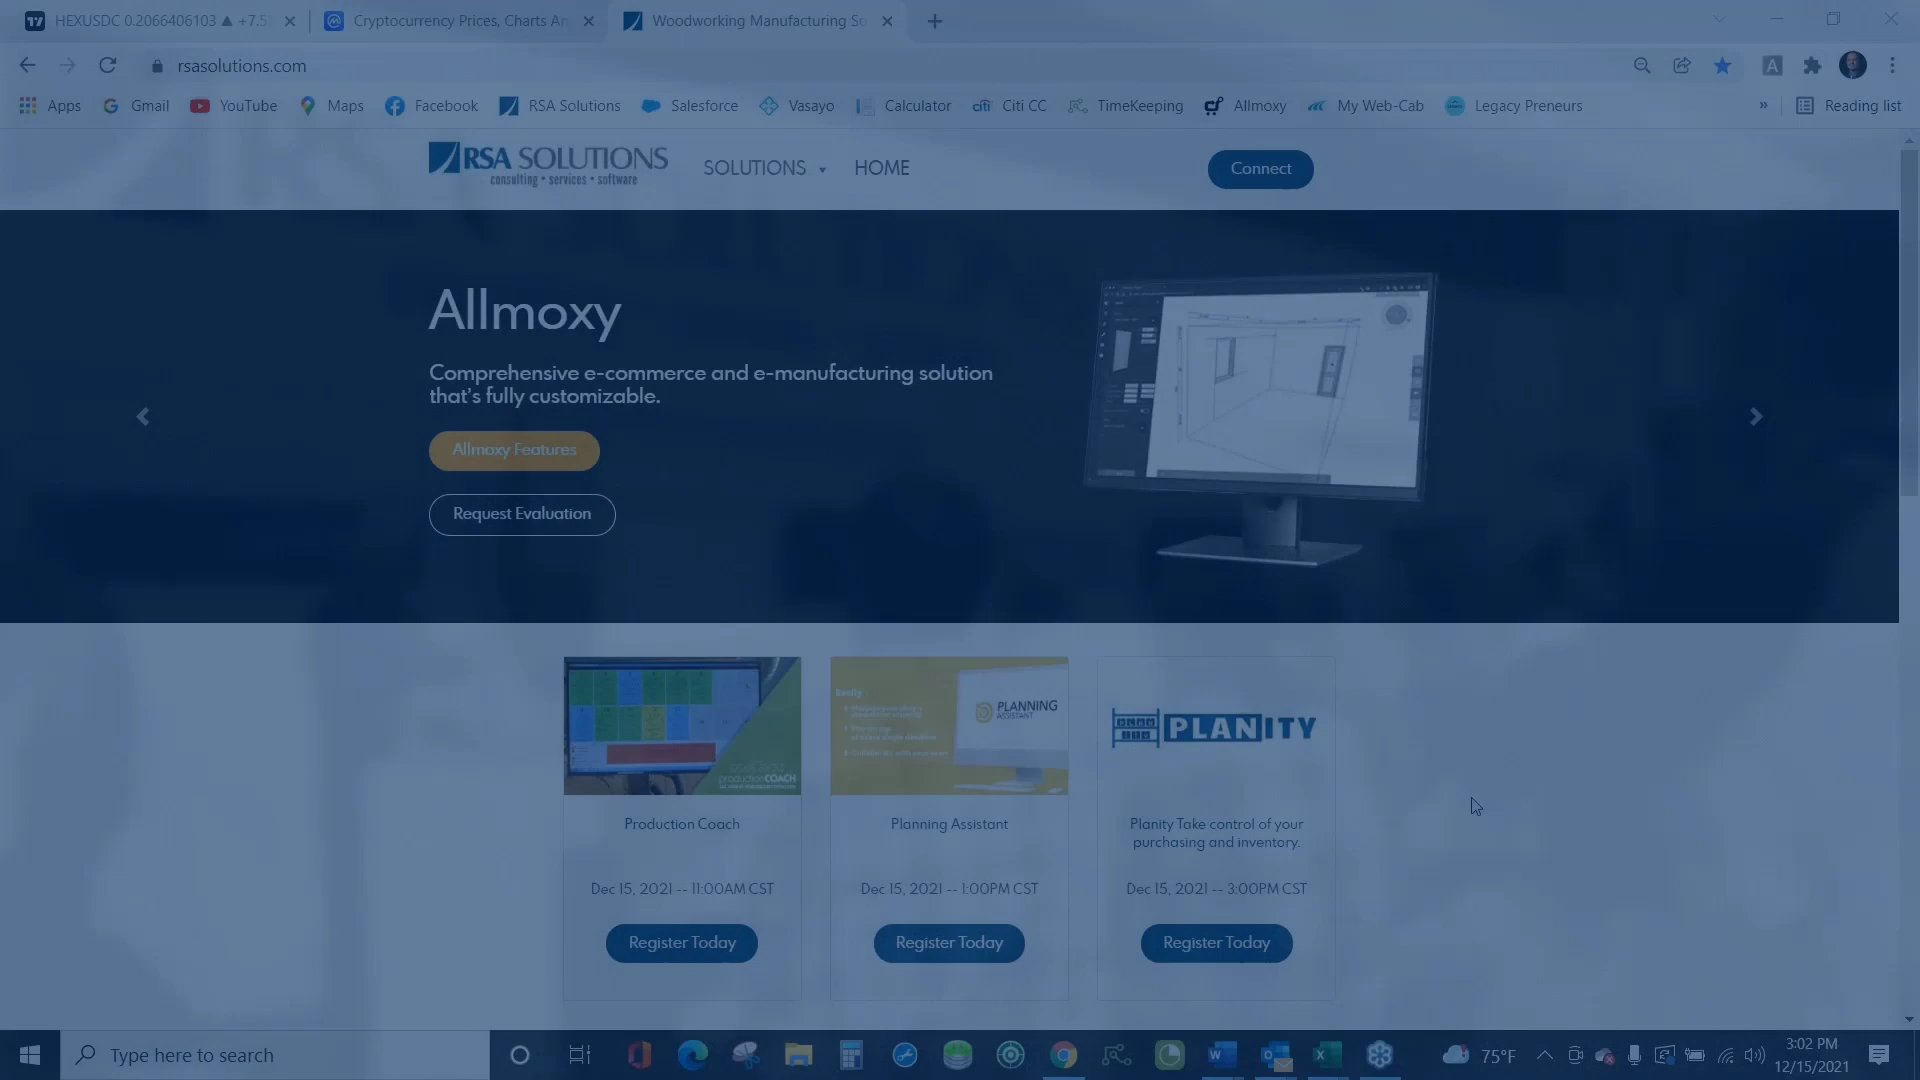 HEXUSDC 0.2066406103 ▲ +7.5
Cryptocurrency Prices, Charts An
Woodworking Manufacturing So
rsasolutions.com
Apps
Gmail
YouTube
Maps
Facebook
RSA Solutions
Salesforce
Vasayo
Calculator
citi Citi CC
TimeKeeping
Allmoxy
My Web-Cab
Legacy Preneurs
»
Reading list
RSA SOLUTIONS
consulting • services • software
SOLUTIONS
HOME
Connect
Allmoxy
Comprehensive e-commerce and e-manufacturing solution
that's fully customizable.
Allmoxy Features
Request Evaluation
productionCOACH
PLANNING
ASSISTANT
PLANITY
Production Coach
Dec 15, 2021 -- 11:00AM CST
Register Today
Planning Assistant
Dec 15, 2021 -- 1:00PM CST
Register Today
Planity Take control of your
purchasing and inventory.
Dec 15, 2021 -- 3:00PM CST
Register Today
Type here to search
75°F
3:02 PM
12/15/2021